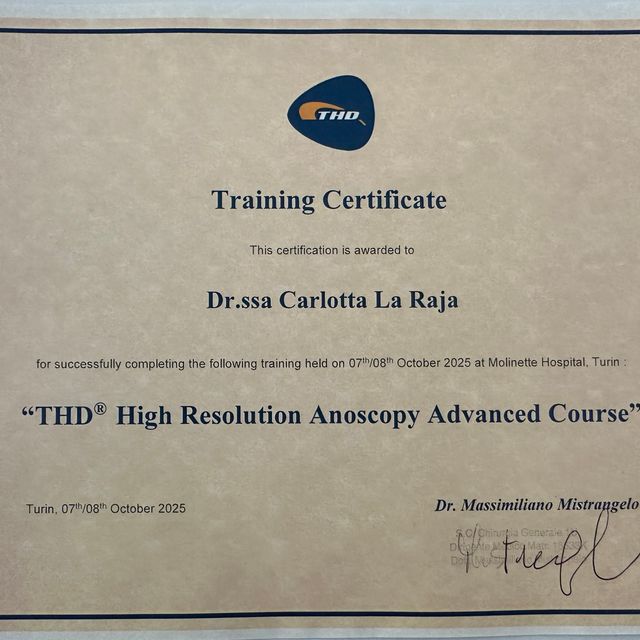 THD
Training Certificate
This certification is awarded to
Dr.ssa Carlotta La Raja
for successfully completing the following training held on 07th/08th October 2025 at Molinette Hospital, Turin :
“THD® High Resolution Anoscopy Advanced Course”
Turin, 07th/08th October 2025
Dr. Massimiliano Mistrangelo
S.C. Chirurgia Generale